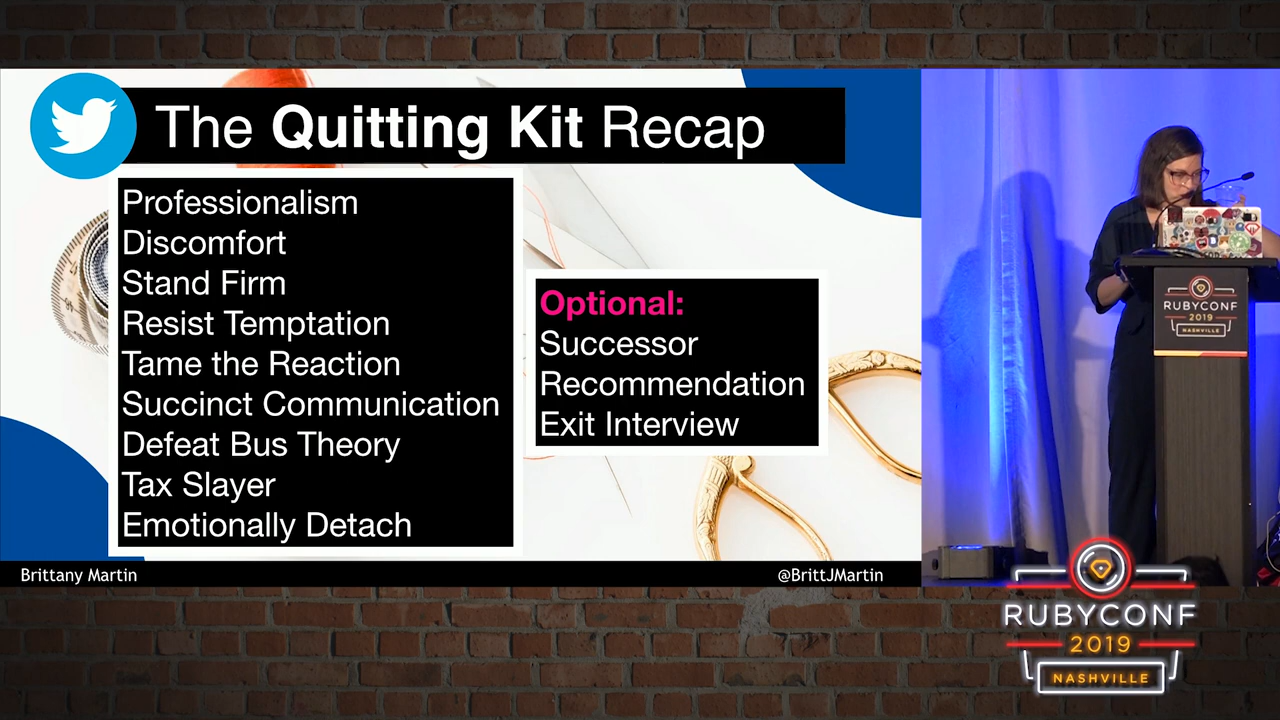 The Quitting Kit Recap
Professionalism
Discomfort
Stand Firm
Resist Temptation
Tame the Reaction
Succinct Communication
Defeat Bus Theory
Tax Slayer
Emotionally Detach
Optional:
Successor
Recommendation
Exit Interview
Brittany Martin
@BrittJMartin
RUBYCONF
2019
NASHVILLE
RUBYCONF
2019
NASHVILLE